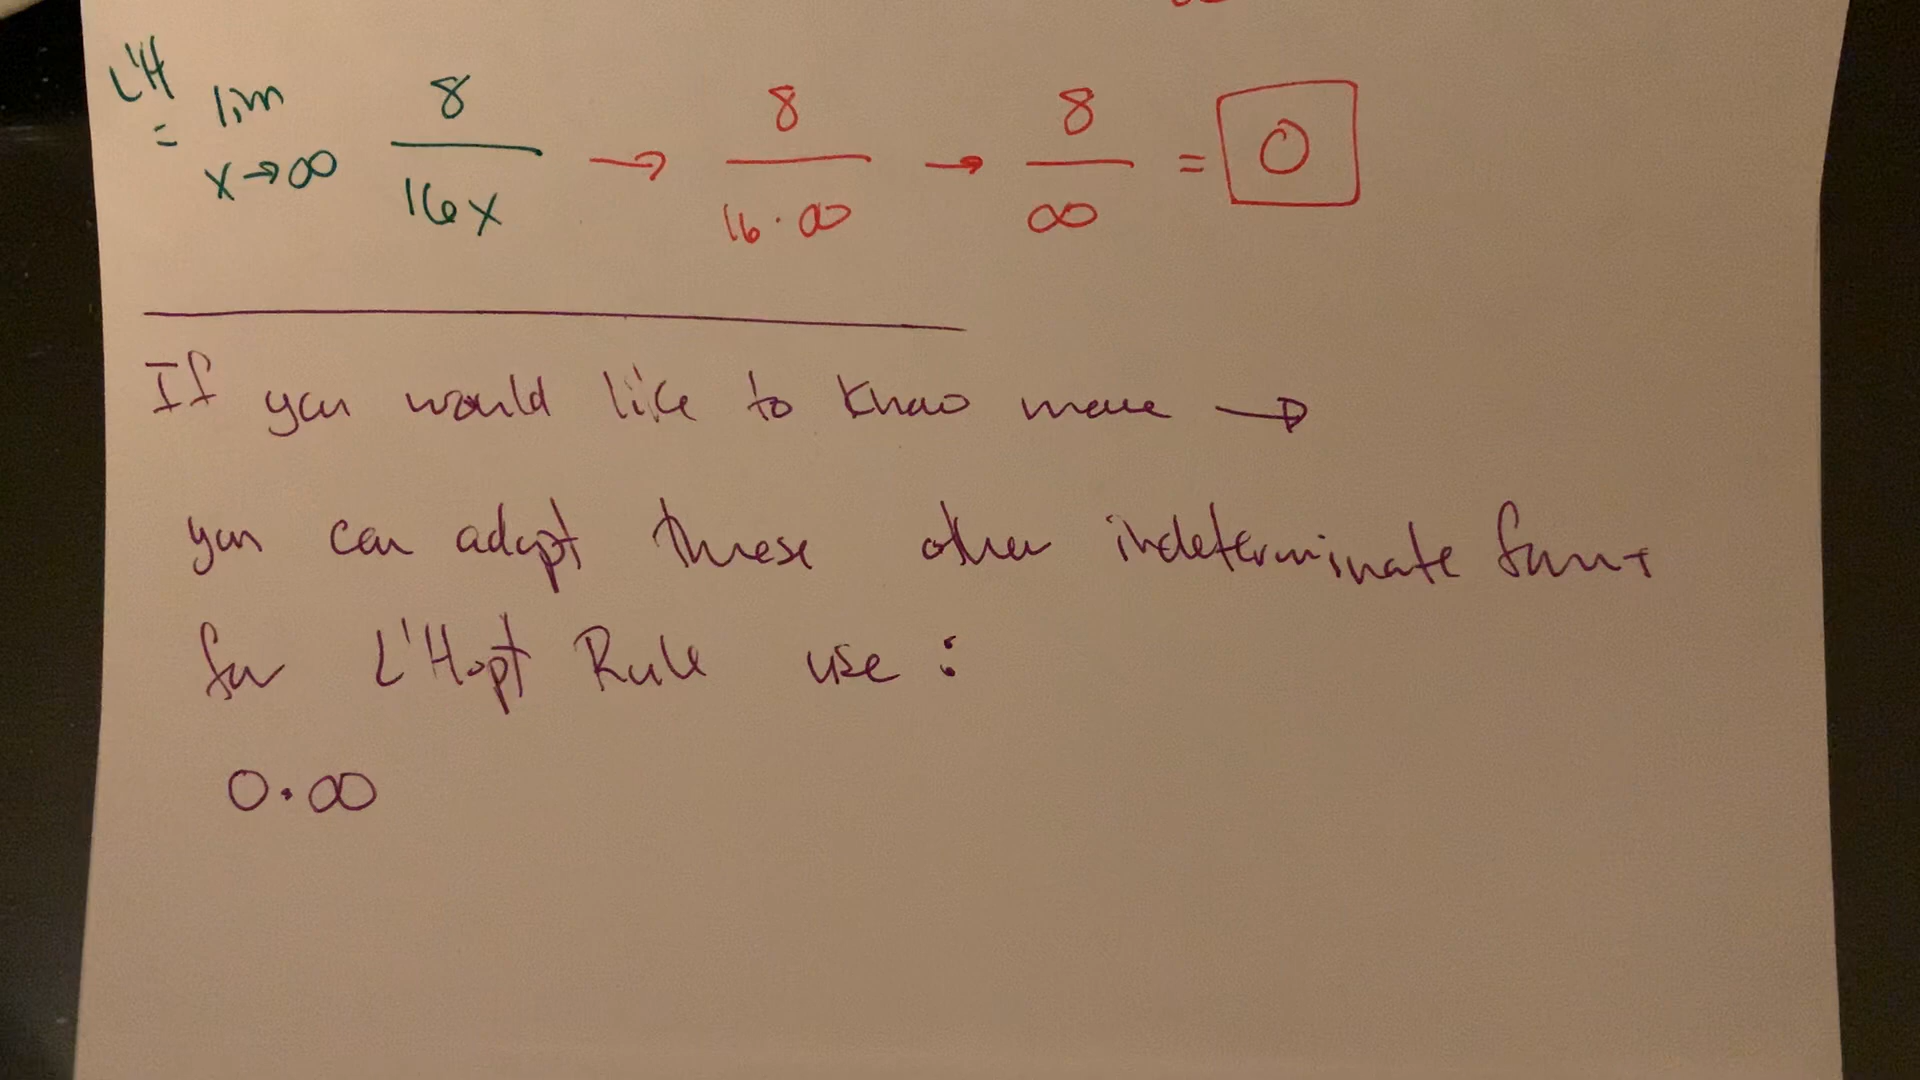 L'H = lim x→∞ 8/16x → 8/16·∞ → 8/∞ = 0
If you would like to know more →
you can adapt these other indeterminate forms
for L'Hopt Rule use :
0·∞